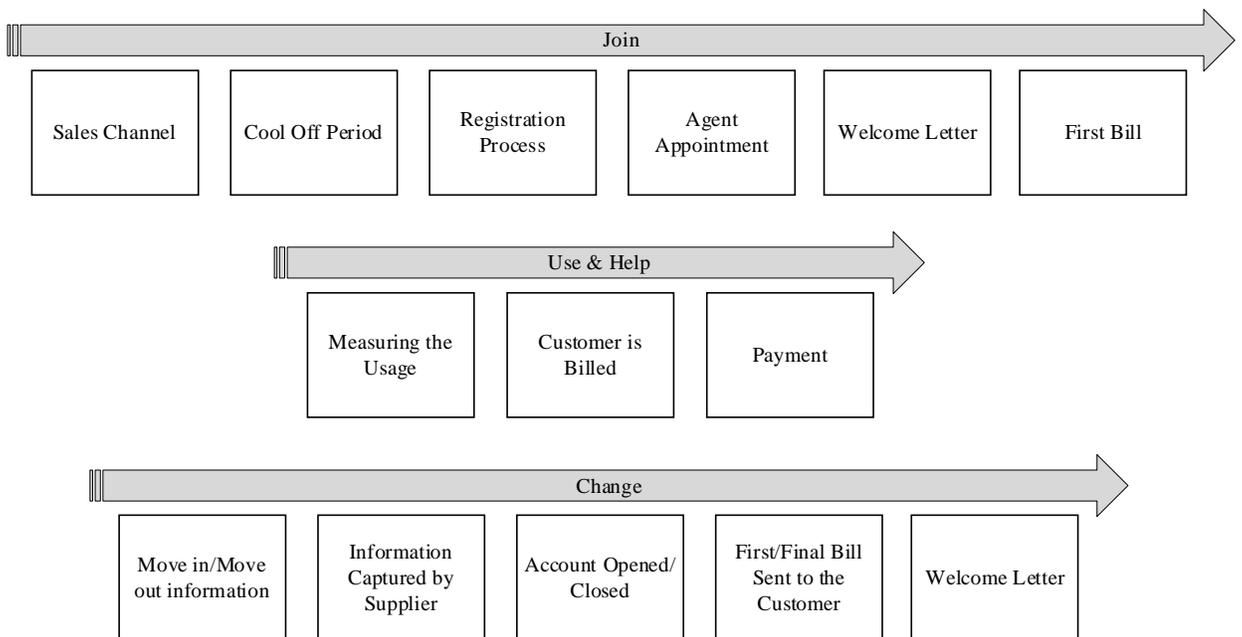 Join
Sales Channel
Cool Off Period
Registration
Process
Agent
Appointment
Welcome Letter
First Bill
Use & Help
Measuring the
Usage
Customer is
Billed
Payment
Change
Move in/Move
out information
Information
Captured by
Supplier
Account Opened/
Closed
First/Final Bill
Sent to the
Customer
Welcome Letter